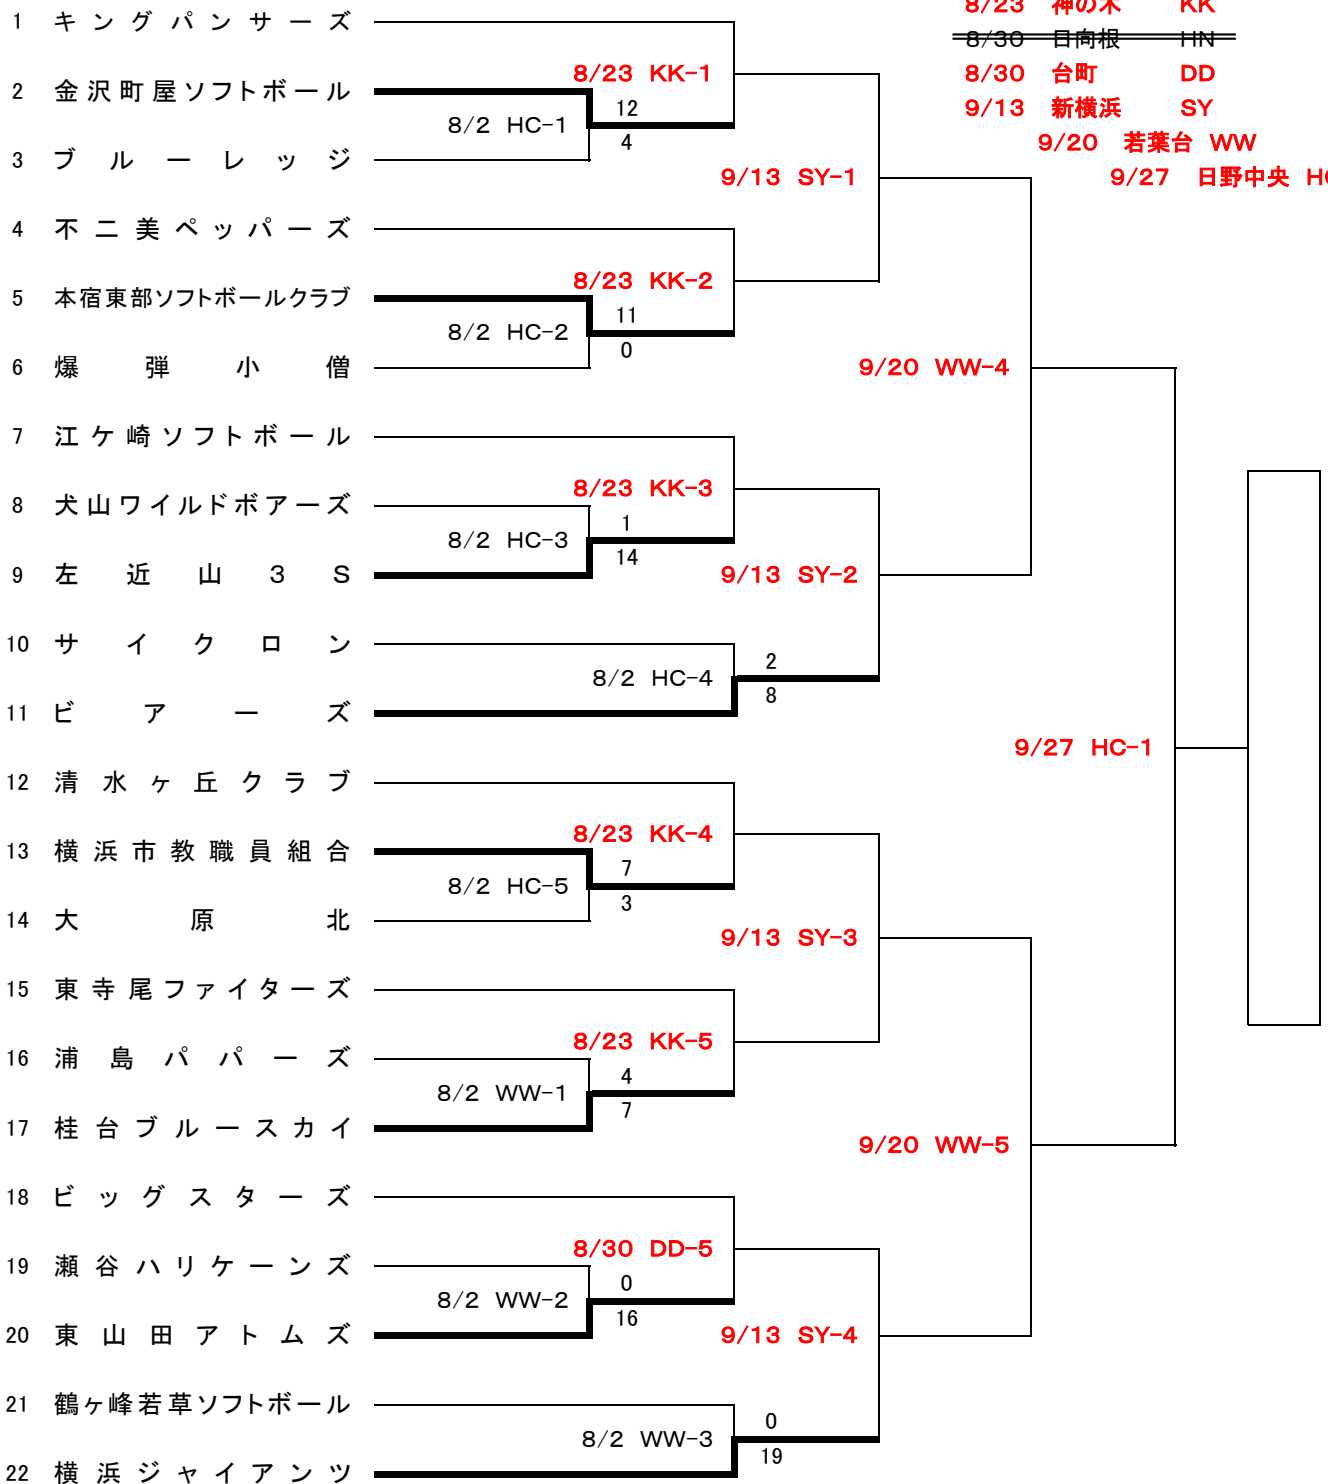 8/23 神の木 KK
1 キングパンサーズ
8/30 日向根 HN
8/23 KK-1
8/30 台町 DD
2 金沢町屋ソフトボール
12
9/13 新横浜 SY
8/2 HC-1
4
9/20 若葉台 WW
3 ブルーレッジ
9/13 SY-1
9/27 日野中央 HC
4 不二美ペッパーズ
8/23 KK-2
5 本宿東部ソフトボールクラブ
11
8/2 HC-2
0
6 爆弾小僧
9/20 WW-4
7 江ケ崎ソフトボール
8/23 KK-3
8 犬山ワイルドボアーズ
1
8/2 HC-3
14
9 左近山3S
9/13 SY-2
10 サイクロン
2
8/2 HC-4
8
11 ビアーズ
9/27 HC-1
12 清水ヶ丘クラブ
8/23 KK-4
13 横浜市教職員組合
7
8/2 HC-5
3
14 大原北
9/13 SY-3
15 東寺尾ファイターズ
8/23 KK-5
16 浦島パパーズ
4
8/2 WW-1
7
17 桂台ブルースカイ
9/20 WW-5
18 ビッグスターズ
8/30 DD-5
19 瀬谷ハリケーンズ
0
8/2 WW-2
16
20 東山田アトムズ
9/13 SY-4
21 鶴ヶ峰若草ソフトボール
0
8/2 WW-3
19
22 横浜ジャイアンツ